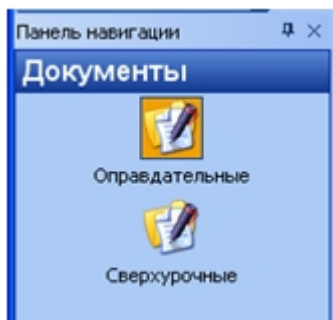 Панель навигации
Документы
Оправдательные
Сверхурочные